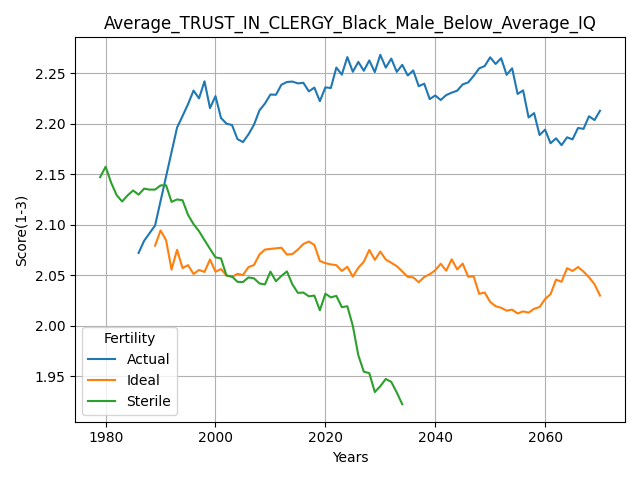 Average_TRUST_IN_CLERGY_Black_Male_Below_Average_IQ
Score(1-3)
2.25
2.20
2.15
2.10
2.05
2.00
1.95
Fertility
Actual
Ideal
Sterile
1980
2000
2020
2040
2060
Years